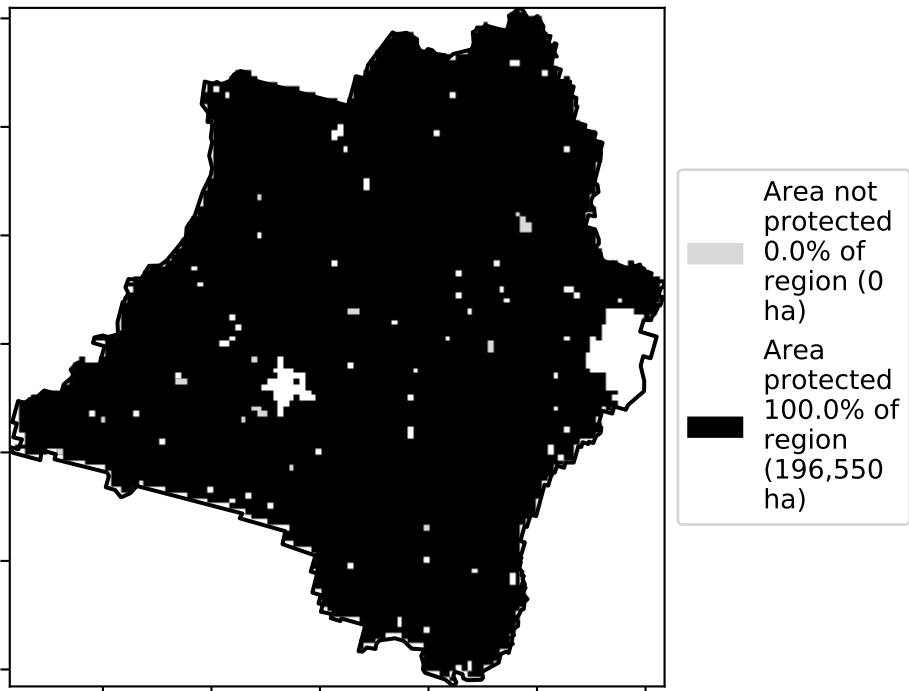 Area not
protected
0.0% of
region (0
ha)
Area
protected
100.0% of
region
(196,550
ha)